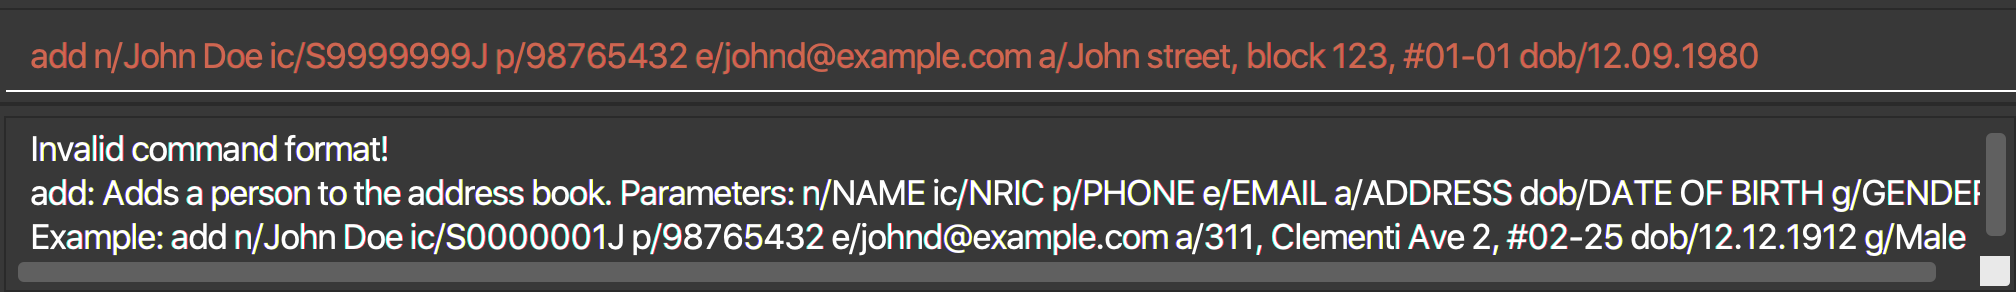 add n/John Doe ic/S9999999J p/98765432 e/johnd@example.com a/John street, block 123, #01-01 dob/12.09.1980
Invalid command format!
add: Adds a person to the address book. Parameters: n/NAME ic/NRIC p/PHONE e/EMAIL a/ADDRESS dob/DATE OF BIRTH g/GENDER
Example: add n/John Doe ic/S0000001J p/98765432 e/johnd@example.com a/311, Clementi Ave 2, #02-25 dob/12.12.1912 g/Male